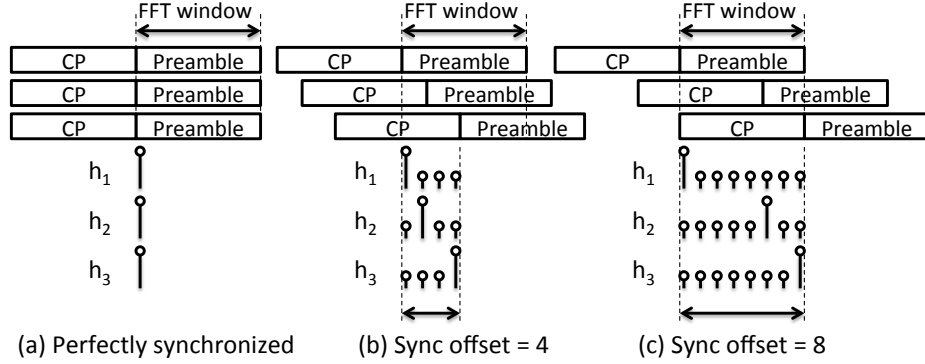 FFT window FFT window FFT window
CP Preamble CP Preamble CP Preamble
CP Preamble CP Preamble CP Preamble
CP Preamble CP Preamble CP Preamble
h1 h1 h1
h2 h2 h2
h3 h3 h3
(a) Perfectly synchronized (b) Sync offset = 4 (c) Sync offset = 8